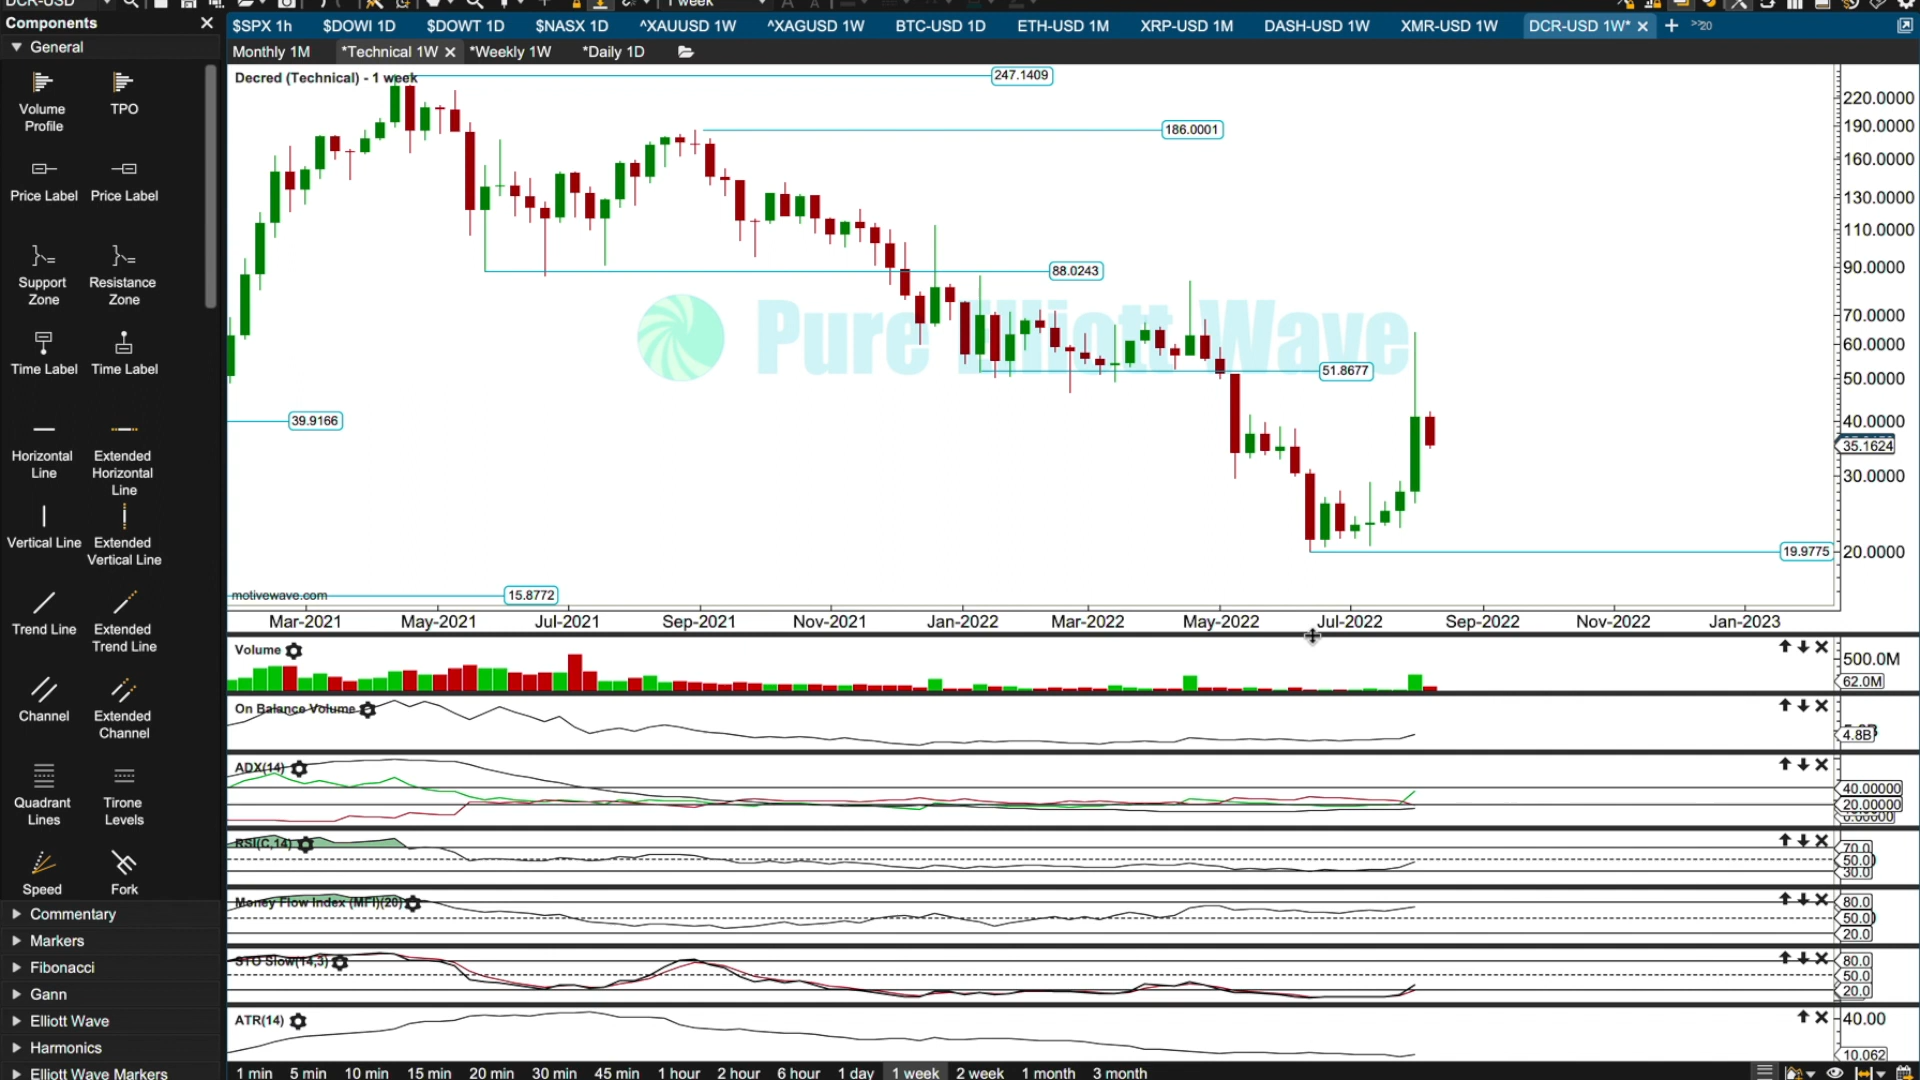 DCR-USD
1 week
Components
$SPX 1h $DOWI 1D $DOWT 1D $NASX 1D ^XAUUSD 1W ^XAGUSD 1W BTC-USD 1D ETH-USD 1M XRP-USD 1M DASH-USD 1W XMR-USD 1W DCR-USD 1W* 20
General
Monthly 1M *Technical 1W *Weekly 1W *Daily 1D
Decred (Technical) - 1 week
247.1409
220.0000
Volume Profile
TPO
186.0001
190.0000
160.0000
Price Label
Price Label
130.0000
110.0000
88.0243
90.0000
Support Zone
Resistance Zone
Pure Elliott Wave
70.0000
60.0000
Time Label
Time Label
51.8677
50.0000
39.9166
40.0000
35.1624
Horizontal Line
Extended Horizontal Line
30.0000
Vertical Line
Extended Vertical Line
19.9775
20.0000
motivewave.com
15.8772
Trend Line
Extended Trend Line
Mar-2021 May-2021 Jul-2021 Sep-2021 Nov-2021 Jan-2022 Mar-2022 May-2022 Jul-2022 Sep-2022 Nov-2022 Jan-2023
Volume
500.0M
62.0M
Channel
Extended Channel
On Balance Volume
4.8B
ADX(14)
40.00000
20.00000
Quadrant Lines
Tirone Levels
RSI(C,14)
70.0
50.0
30.0
Speed
Fork
Money Flow Index (MFI)(20)
80.0
50.0
20.0
Commentary
Markers
Fibonacci
STO Slow(14,3)
80.0
50.0
20.0
Gann
Elliott Wave
ATR(14)
40.00
Harmonics
10.062
Elliott Wave Markers
1 min 5 min 10 min 15 min 20 min 30 min 45 min 1 hour 2 hour 6 hour 1 day 1 week 2 week 1 month 3 month